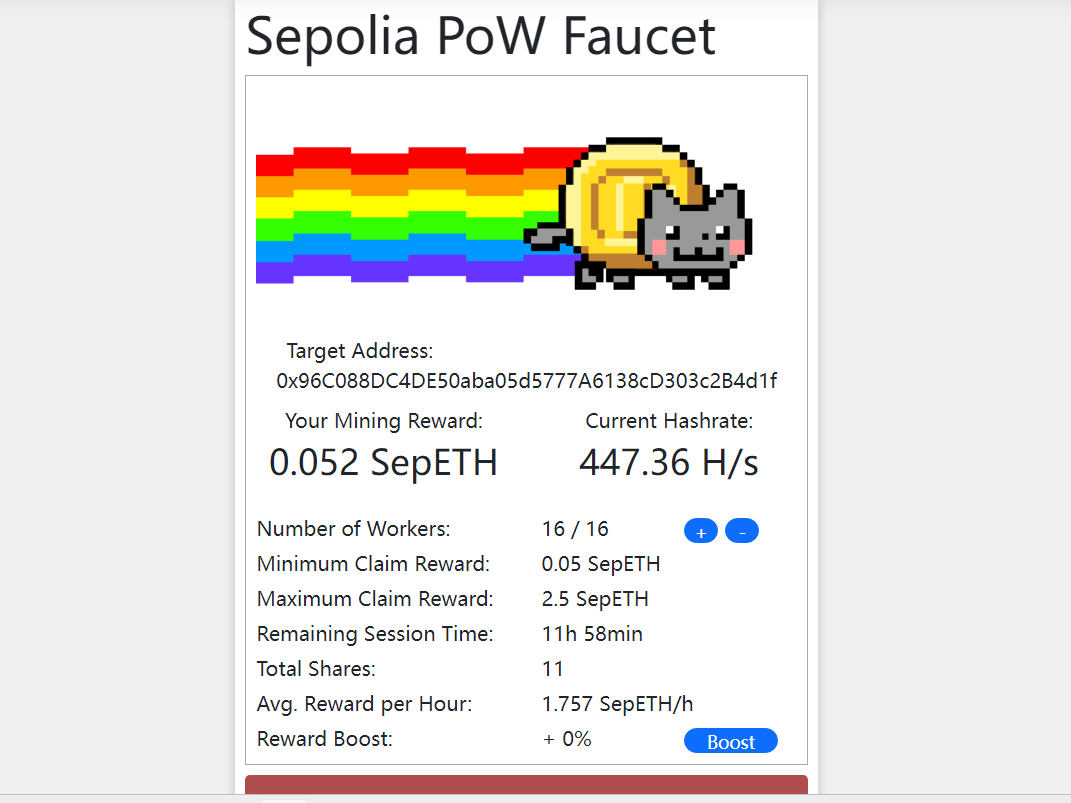 Sepolia PoW Faucet
Target Address:
0x96C088DC4DE50aba05d5777A6138cD303c2B4d1f
Your Mining Reward: Current Hashrate:
0.052 SepETH 447.36 H/s
Number of Workers: 16 / 16 + -
Minimum Claim Reward: 0.05 SepETH
Maximum Claim Reward: 2.5 SepETH
Remaining Session Time: 11h 58min
Total Shares: 11
Avg. Reward per Hour: 1.757 SepETH/h
Reward Boost: + 0% Boost